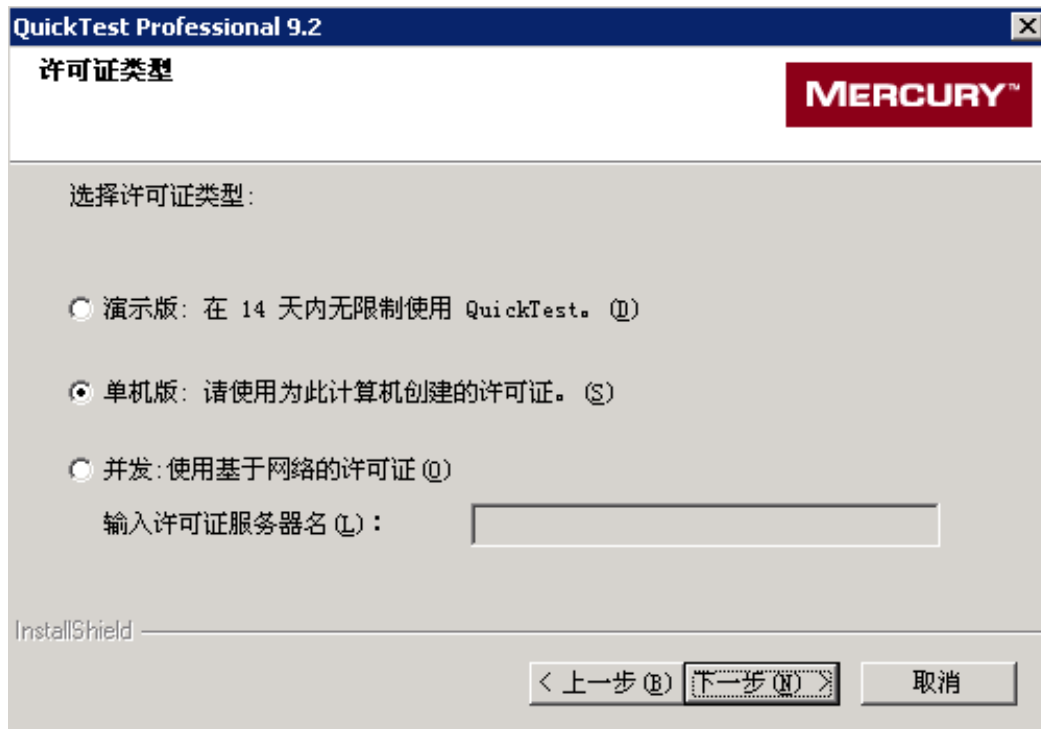 QuickTest Professional 9.2
许可证类型
MERCURY™
选择许可证类型:
演示版: 在 14 天内无限制使用 QuickTest。(D)
单机版: 请使用为此计算机创建的许可证。(S)
并发:使用基于网络的许可证(O)
输入许可证服务器名(L):
InstallShield
< 上一步(B) 下一步(N) > 取消